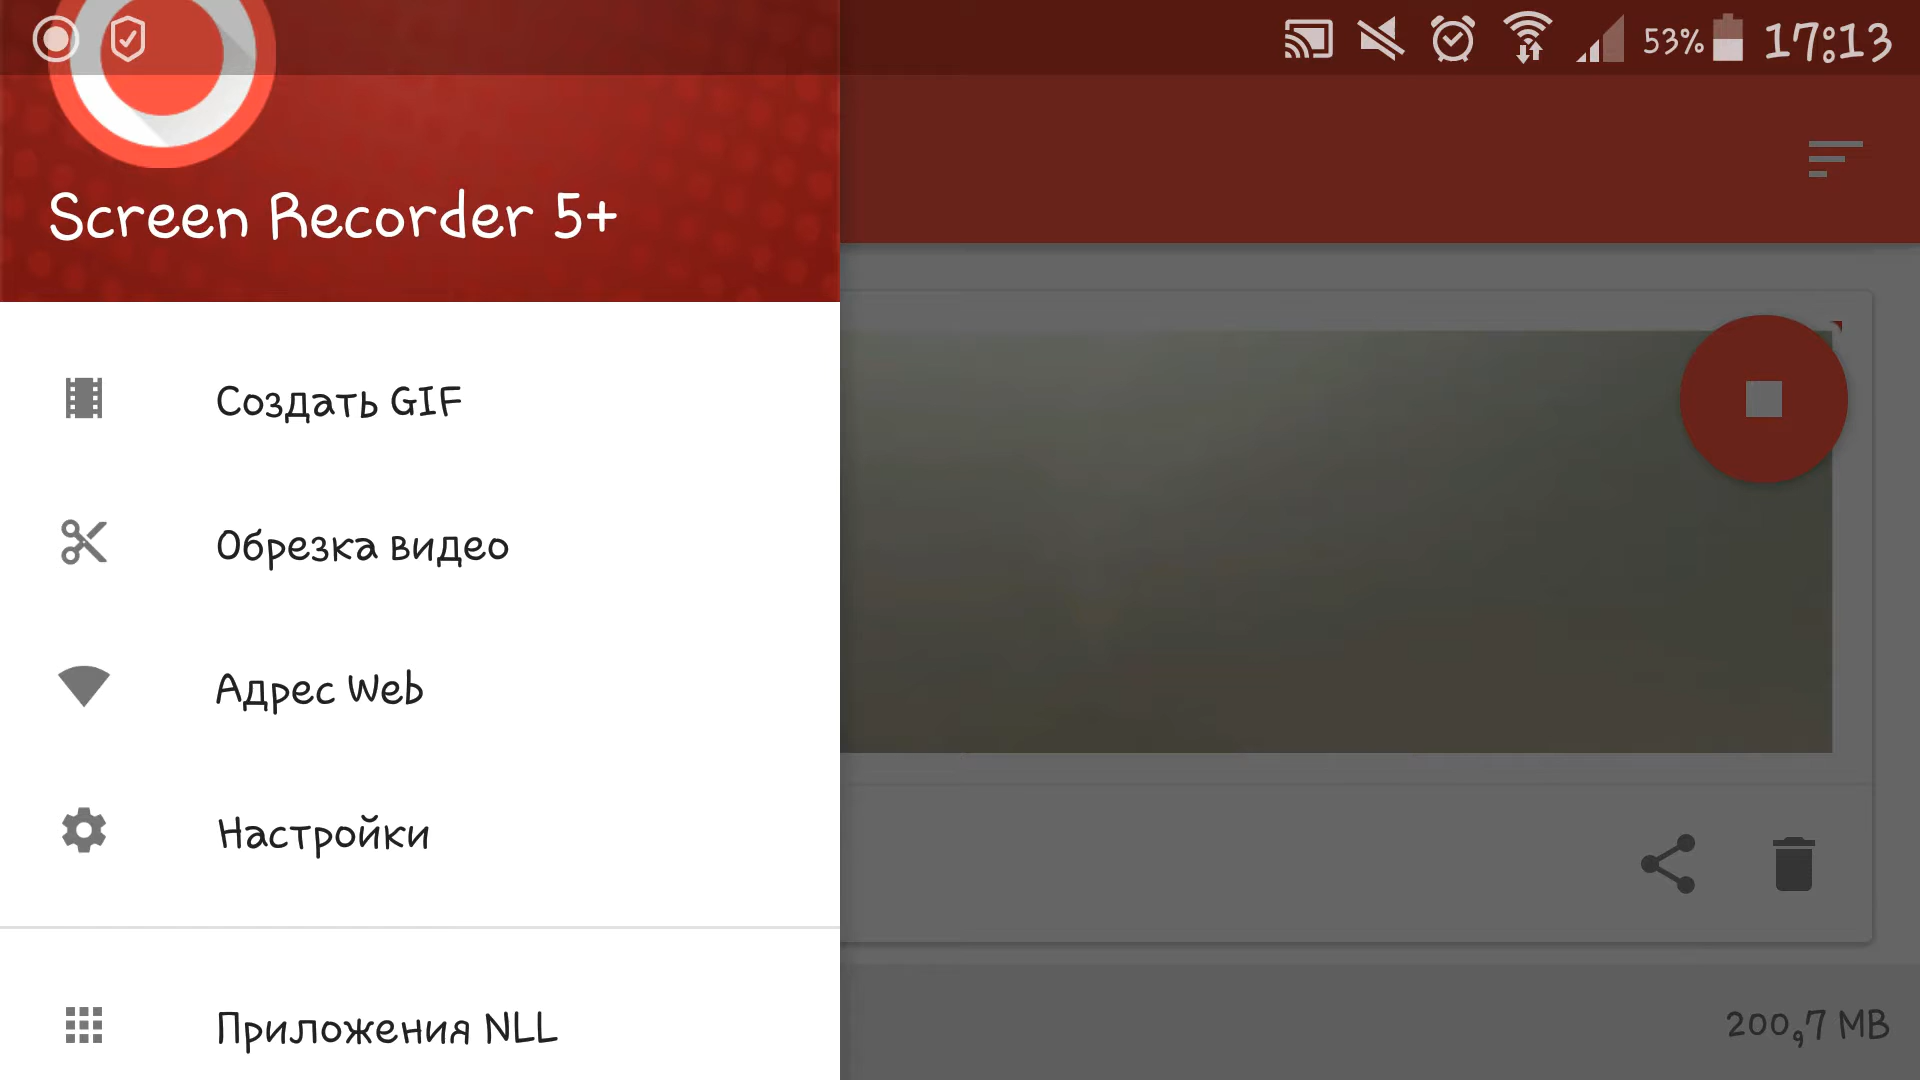 53% 17:13
Screen Recorder 5+
Создать GIF
Обрезка видео
Адрес Web
Настройки
Приложения NLL
200,7 MB